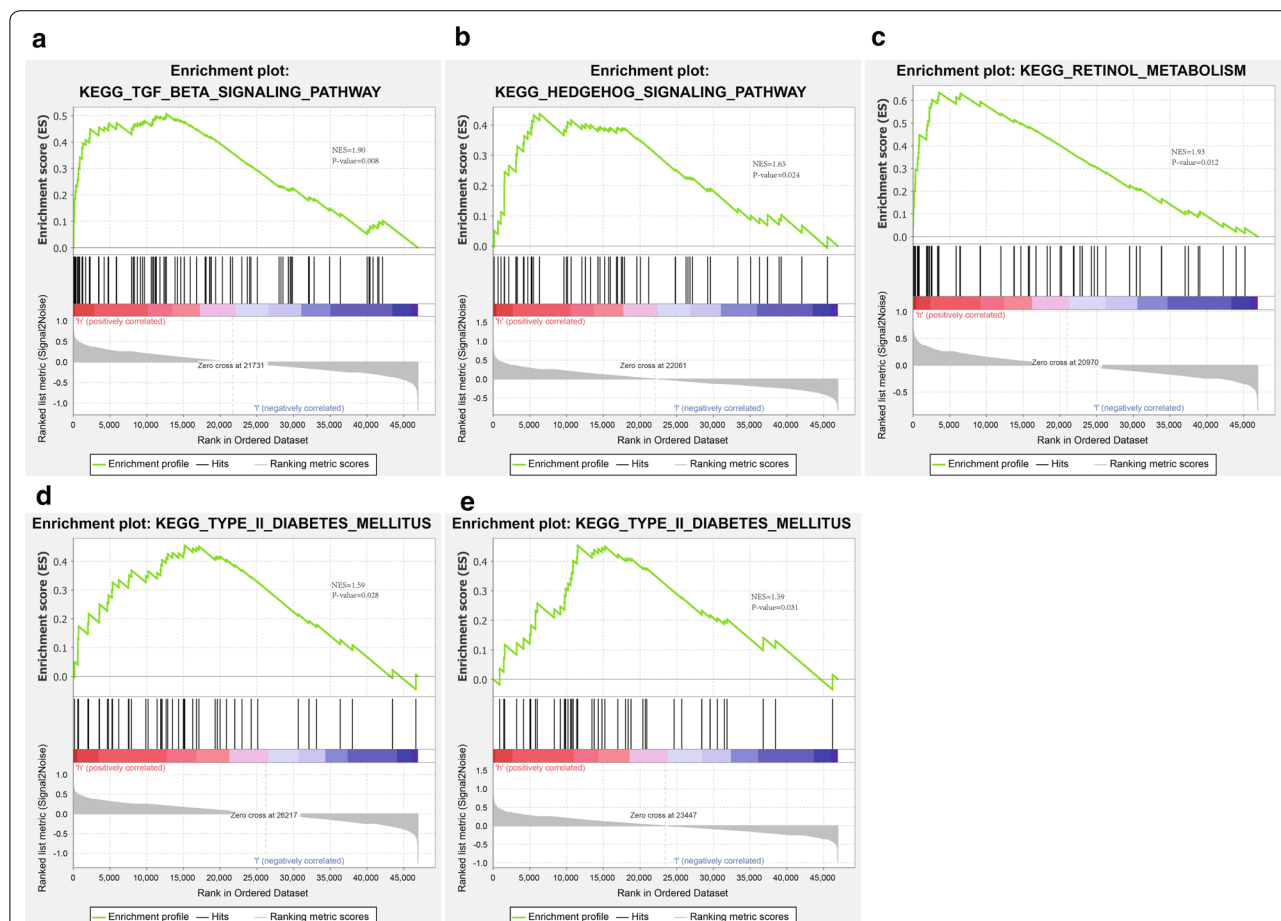 a
Enrichment plot:
KEGG_TGF_BETA_SIGNALING_PATHWAY
Enrichment score (ES)
0.5
0.4
0.3
0.2
0.1
0.0
NES=1.90
P-value=0.008
Ranked list metric (Signal2Noise)
1.0
0.5
0.0
-0.5
-1.0
'h' (positively correlated)
Zero cross at 21731
'l' (negatively correlated)
0 5,000 10,000 15,000 20,000 25,000 30,000 35,000 40,000 45,000
Rank in Ordered Dataset
Enrichment profile Hits Ranking metric scores
b
Enrichment plot:
KEGG_HEDGEHOG_SIGNALING_PATHWAY
Enrichment score (ES)
0.4
0.3
0.2
0.1
0.0
NES=1.65
P-value=0.024
Ranked list metric (Signal2Noise)
1.5
1.0
0.5
0.0
-0.5
'h' (positively correlated)
Zero cross at 22061
'l' (negatively correlated)
0 5,000 10,000 15,000 20,000 25,000 30,000 35,000 40,000 45,000
Rank in Ordered Dataset
Enrichment profile Hits Ranking metric scores
c
Enrichment plot: KEGG_RETINOL_METABOLISM
Enrichment score (ES)
0.6
0.5
0.4
0.3
0.2
0.1
0.0
NES=1.93
P-value=0.012
Ranked list metric (Signal2Noise)
1.0
0.5
0.0
-0.5
'h' (positively correlated)
Zero cross at 20970
'l' (negatively correlated)
0 5,000 10,000 15,000 20,000 25,000 30,000 35,000 40,000 45,000
Rank in Ordered Dataset
Enrichment profile Hits Ranking metric scores
d
Enrichment plot: KEGG_TYPE_II_DIABETES_MELLITUS
Enrichment score (ES)
0.4
0.3
0.2
0.1
0.0
NES=1.59
P-value=0.028
Ranked list metric (Signal2Noise)
1.0
0.5
0.0
-0.5
-1.0
'h' (positively correlated)
Zero cross at 26217
'l' (negatively correlated)
0 5,000 10,000 15,000 20,000 25,000 30,000 35,000 40,000 45,000
Rank in Ordered Dataset
Enrichment profile Hits Ranking metric scores
e
Enrichment plot: KEGG_TYPE_II_DIABETES_MELLITUS
Enrichment score (ES)
0.4
0.3
0.2
0.1
0.0
NES=1.59
P-value=0.031
Ranked list metric (Signal2Noise)
1.5
1.0
0.5
0.0
-0.5
-1.0
'h' (positively correlated)
Zero cross at 23447
'l' (negatively correlated)
0 5,000 10,000 15,000 20,000 25,000 30,000 35,000 40,000 45,000
Rank in Ordered Dataset
Enrichment profile Hits Ranking metric scores